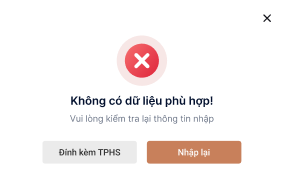 Không có dữ liệu phù hợp!
Vui lòng kiểm tra lại thông tin nhập
Đính kèm TPHS
Nhập lại